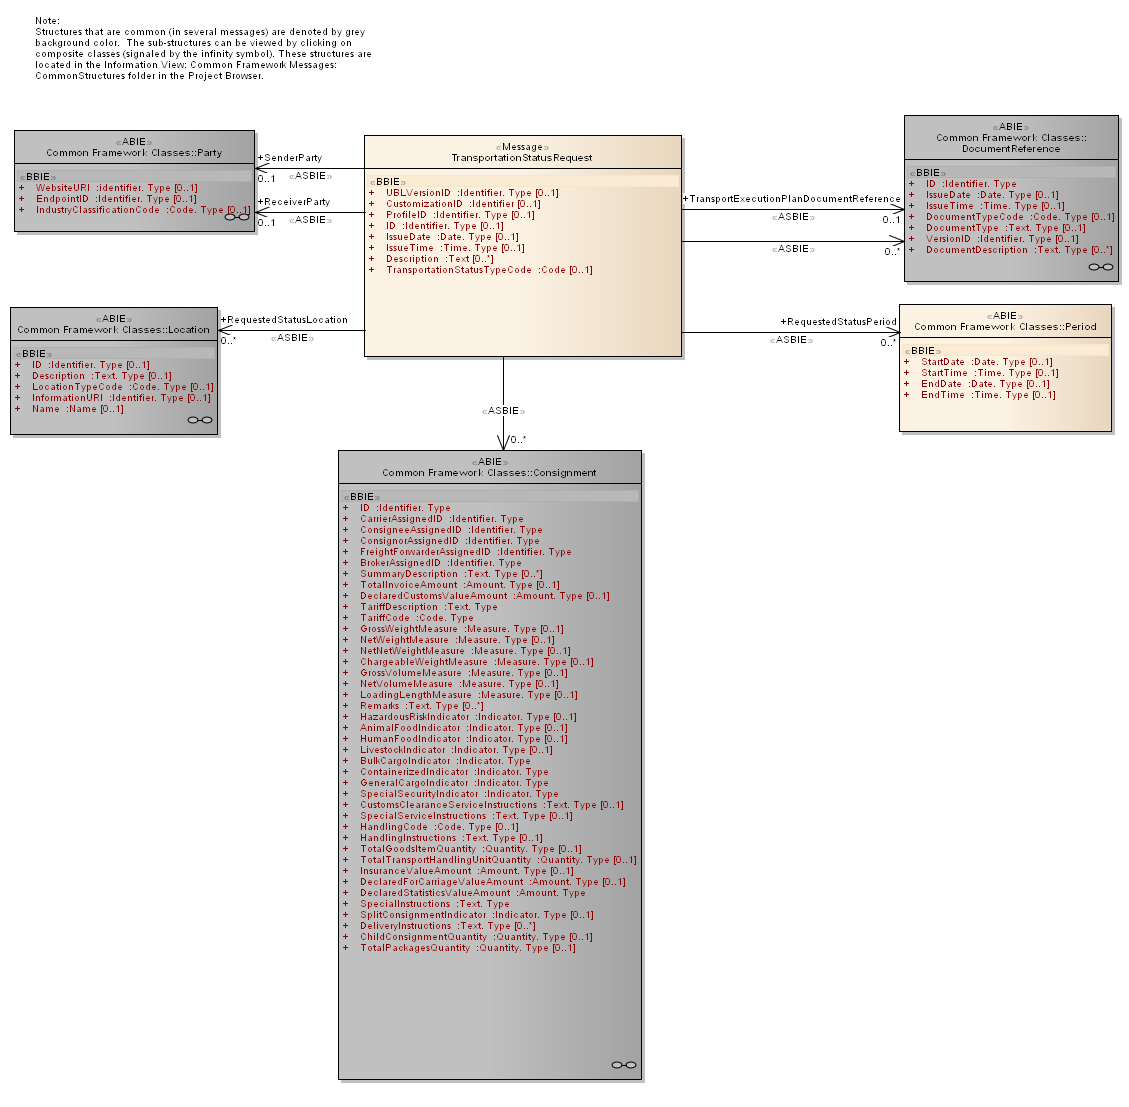 Note:
Structures that are common (in several messages) are denoted by grey
background color.  The sub-structures can be viewed by clicking on
composite classes (signaled by the infinity symbol). These structures are
located in the Information View: Common Framework Messages:
CommonStructures folder in the Project Browser.
«ABIE»
Common Framework Classes::Party
«BBIE»
+ WebsiteURI :identifier. Type [0..1]
+ EndpointID :Identifier. Type [0..1]
+ IndustryClassificationCode :Code. Type [0..1]
+SenderParty
0..1 «ASBIE»
+ReceiverParty
0..1 «ASBIE»
«Message»
TransportationStatusRequest
«BBIE»
+ UBLVersionID :Identifier. Type [0..1]
+ CustomizationID :Identifier [0..1]
+ ProfileID :Identifier. Type [0..1]
+ ID :Identifier. Type [0..1]
+ IssueDate :Date. Type [0..1]
+ IssueTime :Time. Type [0..1]
+ Description :Text [0..*]
+ TransportationStatusTypeCode :Code [0..1]
+TransportExecutionPlanDocumentReference
«ASBIE» 0..1
«ASBIE» 0..*
«ABIE»
Common Framework Classes::
DocumentReference
«BBIE»
+ ID :Identifier. Type
+ IssueDate :Date. Type [0..1]
+ IssueTime :Time. Type [0..1]
+ DocumentTypeCode :Code. Type [0..1]
+ DocumentType :Text. Type [0..1]
+ VersionID :Identifier. Type [0..1]
+ DocumentDescription :Text. Type [0..*]
«ABIE»
Common Framework Classes::Location
«BBIE»
+ ID :Identifier. Type [0..1]
+ Description :Text. Type [0..1]
+ LocationTypeCode :Code. Type [0..1]
+ InformationURI :Identifier. Type [0..1]
+ Name :Name [0..1]
+RequestedStatusLocation
0..* «ASBIE»
+RequestedStatusPeriod
«ASBIE» 0..*
«ABIE»
Common Framework Classes::Period
«BBIE»
+ StartDate :Date. Type [0..1]
+ StartTime :Time. Type [0..1]
+ EndDate :Date. Type [0..1]
+ EndTime :Time. Type [0..1]
«ASBIE»
0..*
«ABIE»
Common Framework Classes::Consignment
«BBIE»
+ ID :Identifier. Type
+ CarrierAssignedID :Identifier. Type
+ ConsigneeAssignedID :Identifier. Type
+ ConsignorAssignedID :Identifier. Type
+ FreightForwarderAssignedID :Identifier. Type
+ BrokerAssignedID :Identifier. Type
+ SummaryDescription :Text. Type [0..*]
+ TotalInvoiceAmount :Amount. Type [0..1]
+ DeclaredCustomsValueAmount :Amount. Type [0..1]
+ TariffDescription :Text. Type
+ TariffCode :Code. Type
+ GrossWeightMeasure :Measure. Type [0..1]
+ NetWeightMeasure :Measure. Type [0..1]
+ NetNetWeightMeasure :Measure. Type [0..1]
+ ChargeableWeightMeasure :Measure. Type [0..1]
+ GrossVolumeMeasure :Measure. Type [0..1]
+ NetVolumeMeasure :Measure. Type [0..1]
+ LoadingLengthMeasure :Measure. Type [0..1]
+ Remarks :Text. Type [0..*]
+ HazardousRiskIndicator :Indicator. Type [0..1]
+ AnimalFoodIndicator :Indicator. Type [0..1]
+ HumanFoodIndicator :Indicator. Type [0..1]
+ LivestockIndicator :Indicator. Type [0..1]
+ BulkCargoIndicator :Indicator. Type
+ ContainerizedIndicator :Indicator. Type
+ GeneralCargoIndicator :Indicator. Type
+ SpecialSecurityIndicator :Indicator. Type
+ CustomsClearanceServiceInstructions :Text. Type [0..1]
+ SpecialServiceInstructions :Text. Type [0..1]
+ HandlingCode :Code. Type [0..1]
+ HandlingInstructions :Text. Type [0..1]
+ TotalGoodsItemQuantity :Quantity. Type [0..1]
+ TotalTransportHandlingUnitQuantity :Quantity. Type [0..1]
+ InsuranceValueAmount :Amount. Type [0..1]
+ DeclaredForCarriageValueAmount :Amount. Type [0..1]
+ DeclaredStatisticsValueAmount :Amount. Type
+ SpecialInstructions :Text. Type
+ SplitConsignmentIndicator :Indicator. Type [0..1]
+ DeliveryInstructions :Text. Type [0..*]
+ ChildConsignmentQuantity :Quantity. Type [0..1]
+ TotalPackagesQuantity :Quantity. Type [0..1]